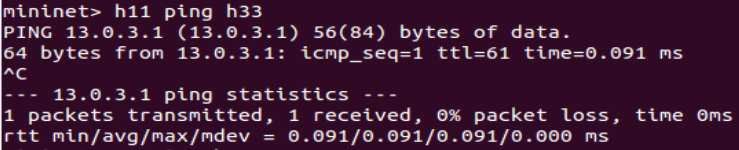 mininet> h11 ping h33
PING 13.0.3.1 (13.0.3.1) 56(84) bytes of data.
64 bytes from 13.0.3.1: icmp_seq=1 ttl=61 time=0.091 ms
^C
--- 13.0.3.1 ping statistics ---
1 packets transmitted, 1 received, 0% packet loss, time 0ms
rtt min/avg/max/mdev = 0.091/0.091/0.091/0.000 ms